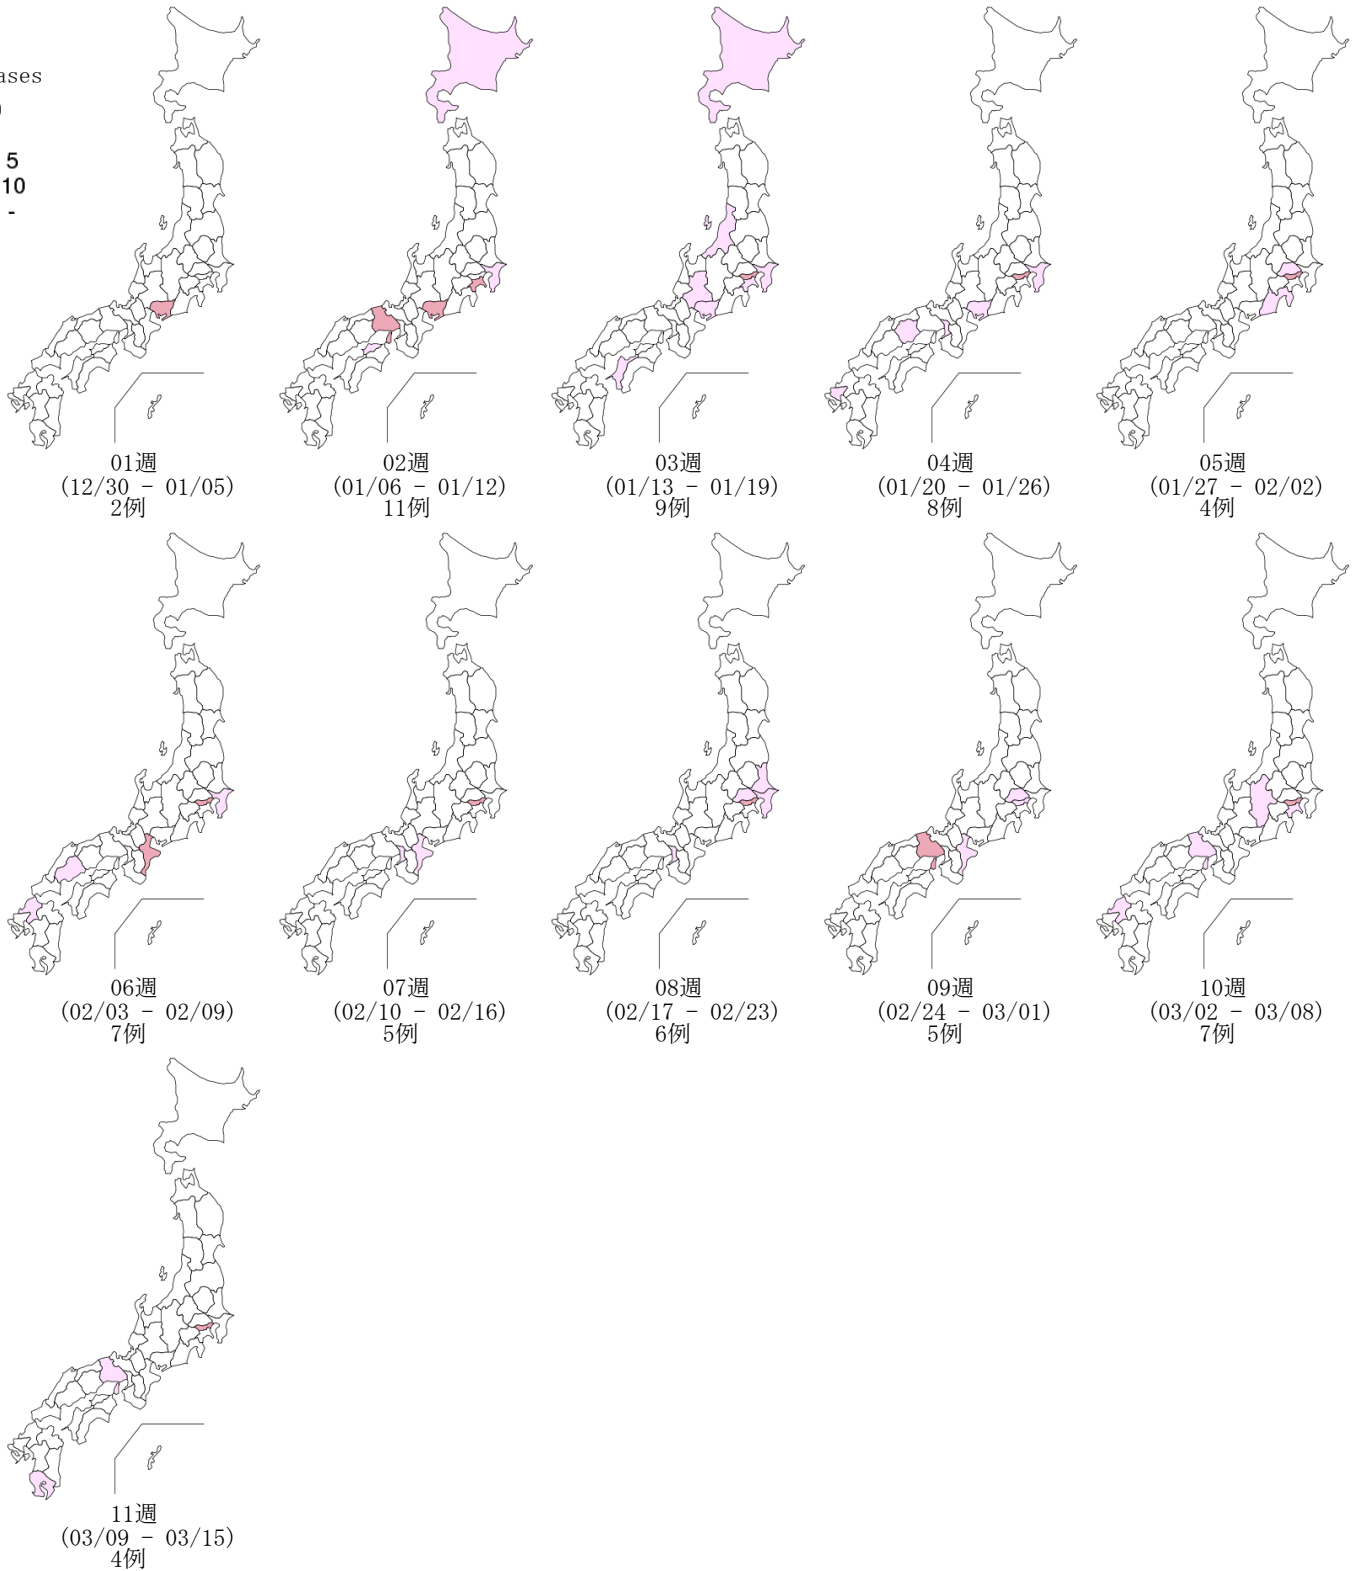 5
10
-
01週
(12/30 - 01/05)
2例
02週
(01/06 - 01/12)
11例
03週
(01/13 - 01/19)
9例
04週
(01/20 - 01/26)
8例
05週
(01/27 - 02/02)
4例
06週
(02/03 - 02/09)
7例
07週
(02/10 - 02/16)
5例
08週
(02/17 - 02/23)
6例
09週
(02/24 - 03/01)
5例
10週
(03/02 - 03/08)
7例
11週
(03/09 - 03/15)
4例